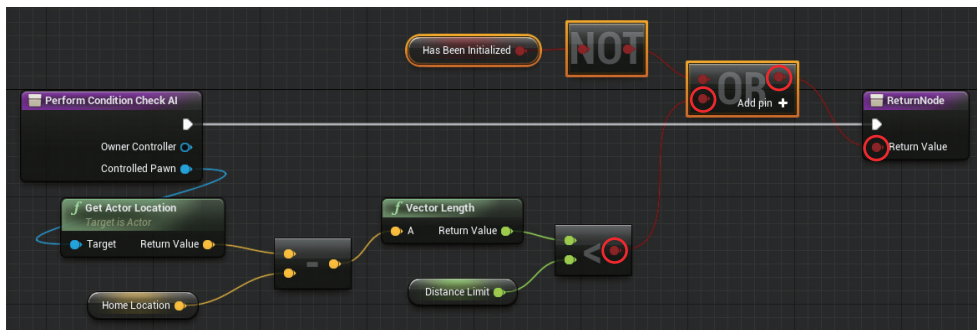 Has Been Initialized
NOT
OR
Add pin +
Perform Condition Check AI
Owner Controller
Controlled Pawn
ReturnNode
Return Value
f Get Actor Location
Target is Actor
Target Return Value
-
f Vector Length
A Return Value
<
Home Location
Distance Limit